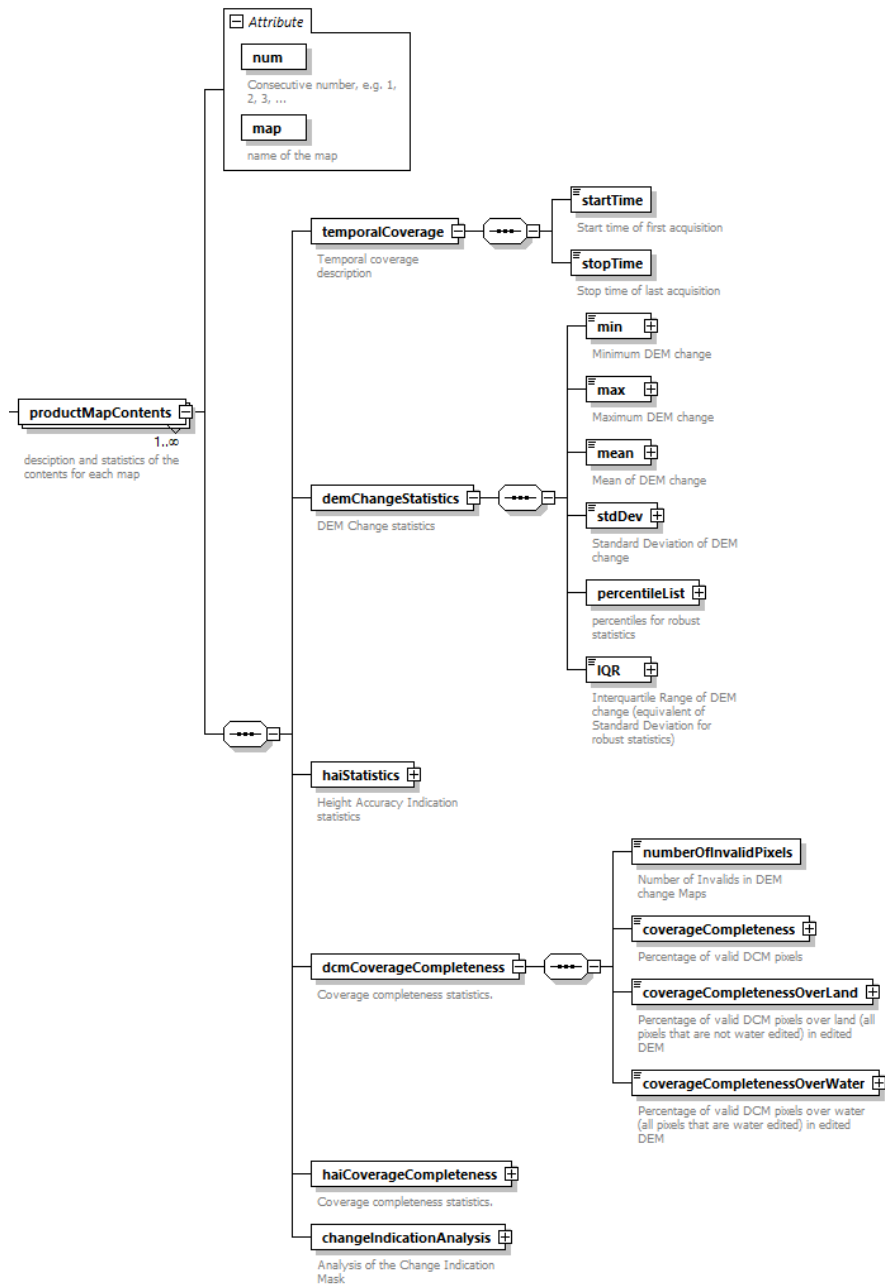 Attribute
num
Consecutive number, e.g. 1,
2, 3, ...
map
name of the map
productMapContents
1..∞
desciption and statistics of the
contents for each map
temporalCoverage
Temporal coverage
description
startTime
Start time of first acquisition
stopTime
Stop time of last acquisition
demChangeStatistics
DEM Change statistics
min
Minimum DEM change
max
Maximum DEM change
mean
Mean of DEM change
stdDev
Standard Deviation of DEM
change
percentileList
percentiles for robust
statistics
IQR
Interquartile Range of DEM
change (equivalent of
Standard Deviation for
robust statistics)
haiStatistics
Height Accuracy Indication
statistics
dcmCoverageCompleteness
Coverage completeness statistics.
numberOfInvalidPixels
Number of Invalids in DEM
change Maps
coverageCompleteness
Percentage of valid DCM pixels
coverageCompletenessOverLand
Percentage of valid DCM pixels over land (all
pixels that are not water edited) in edited
DEM
coverageCompletenessOverWater
Percentage of valid DCM pixels over water
(all pixels that are water edited) in edited
DEM
haiCoverageCompleteness
Coverage completeness statistics.
changeIndicationAnalysis
Analysis of the Change Indication
Mask